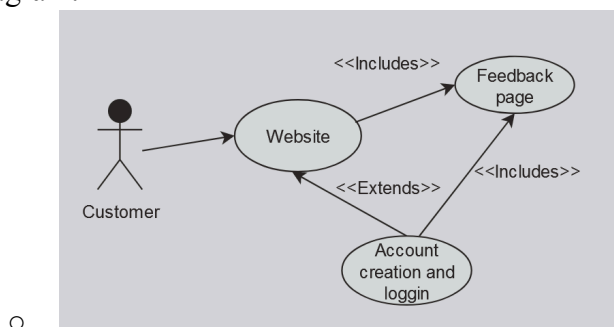 <<Includes>>
Feedback
page
Website
<<Includes>>
<<Extends>>
Customer
Account
creation and
loggin